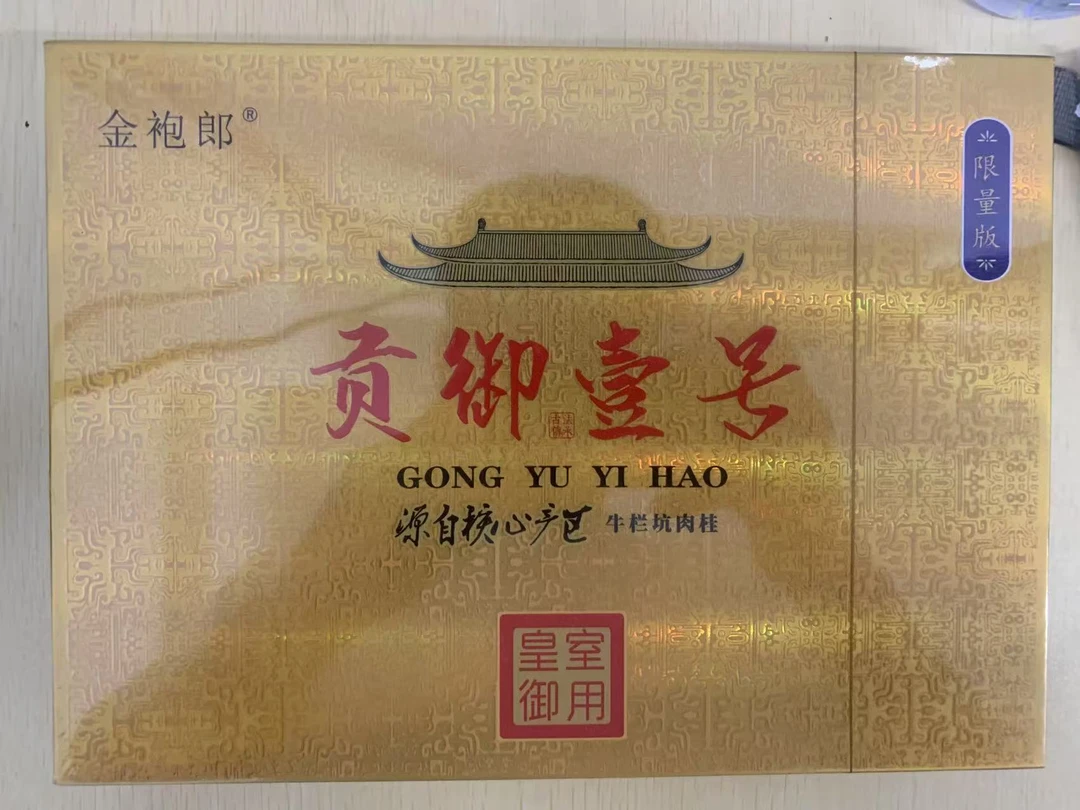 金袍郎®
限量版
贡御壹号
GONG YU YI HAO
源自核心产区 牛栏坑肉桂
皇室
御用